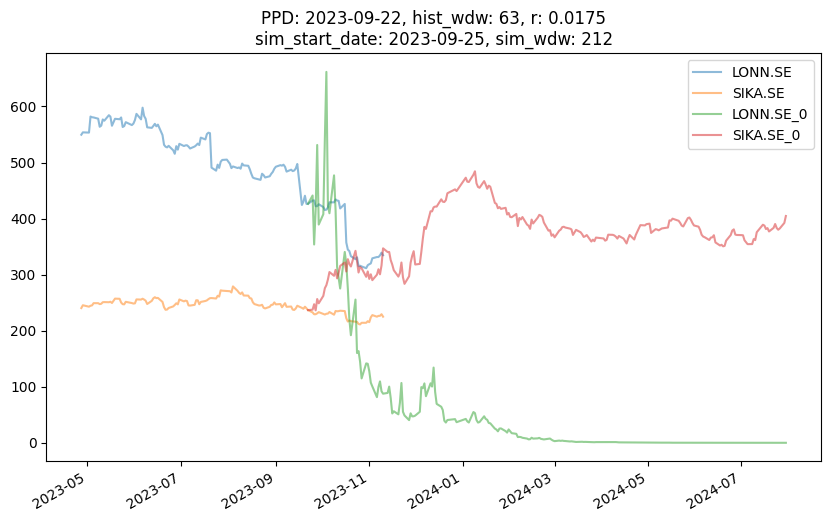 PPD: 2023-09-22, hist_wdw: 63, r: 0.0175
sim_start_date: 2023-09-25, sim_wdw: 212
LONN.SE
SIKA.SE
LONN.SE_0
SIKA.SE_0
600
500
400
300
200
100
0
2023-05
2023-07
2023-09
2023-11
2024-01
2024-03
2024-05
2024-07